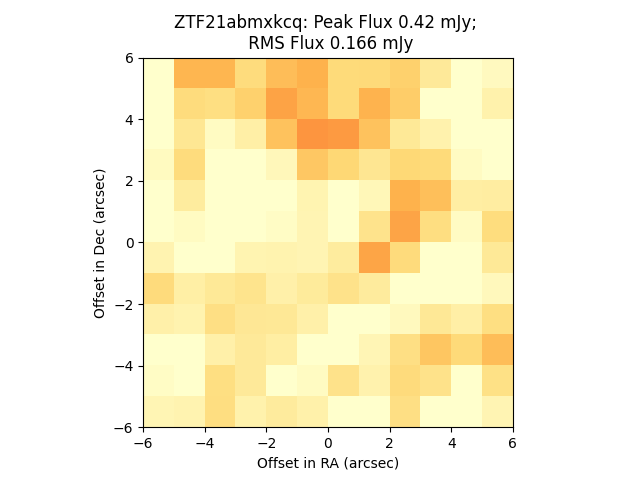 ZTF21abmxkcq: Peak Flux 0.42 mJy;
RMS Flux 0.166 mJy
6
4
2
0
−2
−4
−6
Offset in Dec (arcsec)
−6 −4 −2 0 2 4 6
Offset in RA (arcsec)